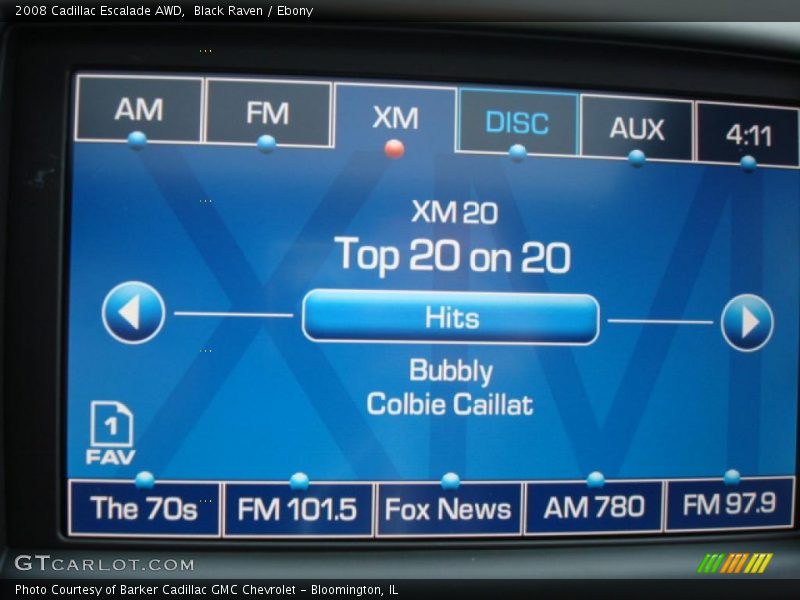 2008 Cadillac Escalade AWD, Black Raven / Ebony
AM FM XM DISC AUX 4:11
XM 20
Top 20 on 20
Hits
Bubbly
Colbie Caillat
1
FAV
The 70s FM 101.5 Fox News AM 780 FM 97.9
GTCARLOT.COM
Photo Courtesy of Barker Cadillac GMC Chevrolet - Bloomington, IL